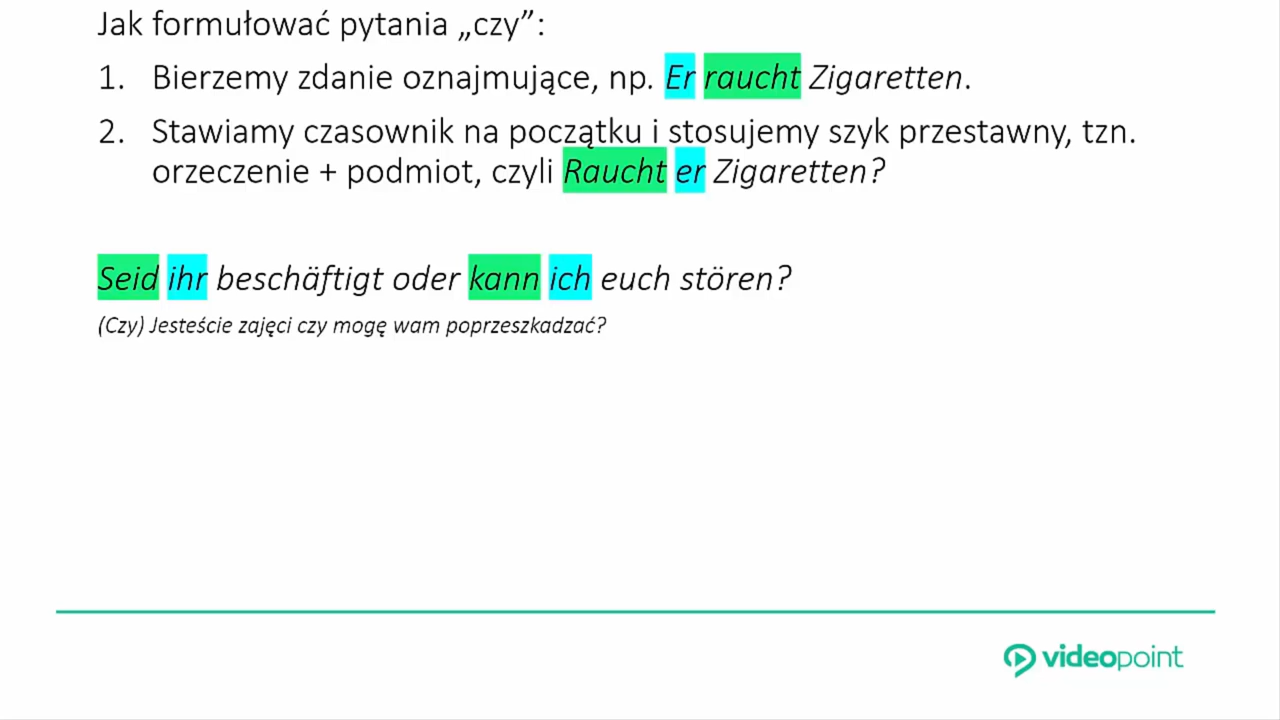 Jak formułować pytania „czy”:
1. Bierzemy zdanie oznajmujące, np. Er raucht Zigaretten.
2. Stawiamy czasownik na początku i stosujemy szyk przestawny, tzn.
orzeczenie + podmiot, czyli Raucht er Zigaretten?
Seid ihr beschäftigt oder kann ich euch stören?
(Czy) Jesteście zajęci czy mogę wam poprzeszkadzać?
videopoint